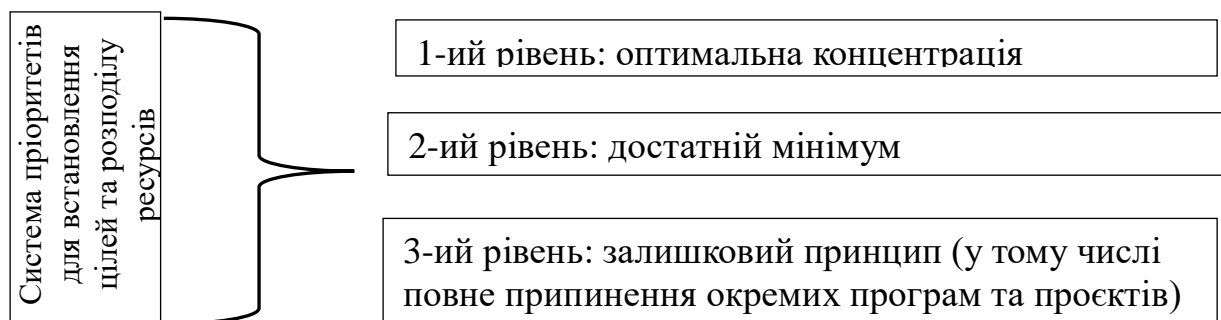 Система пріоритетів
для встановлення
цілей та розподілу
ресурсів
1-ий рівень: оптимальна концентрація
2-ий рівень: достатній мінімум
3-ий рівень: залишковий принцип (у тому числі
повне припинення окремих програм та проєктів)